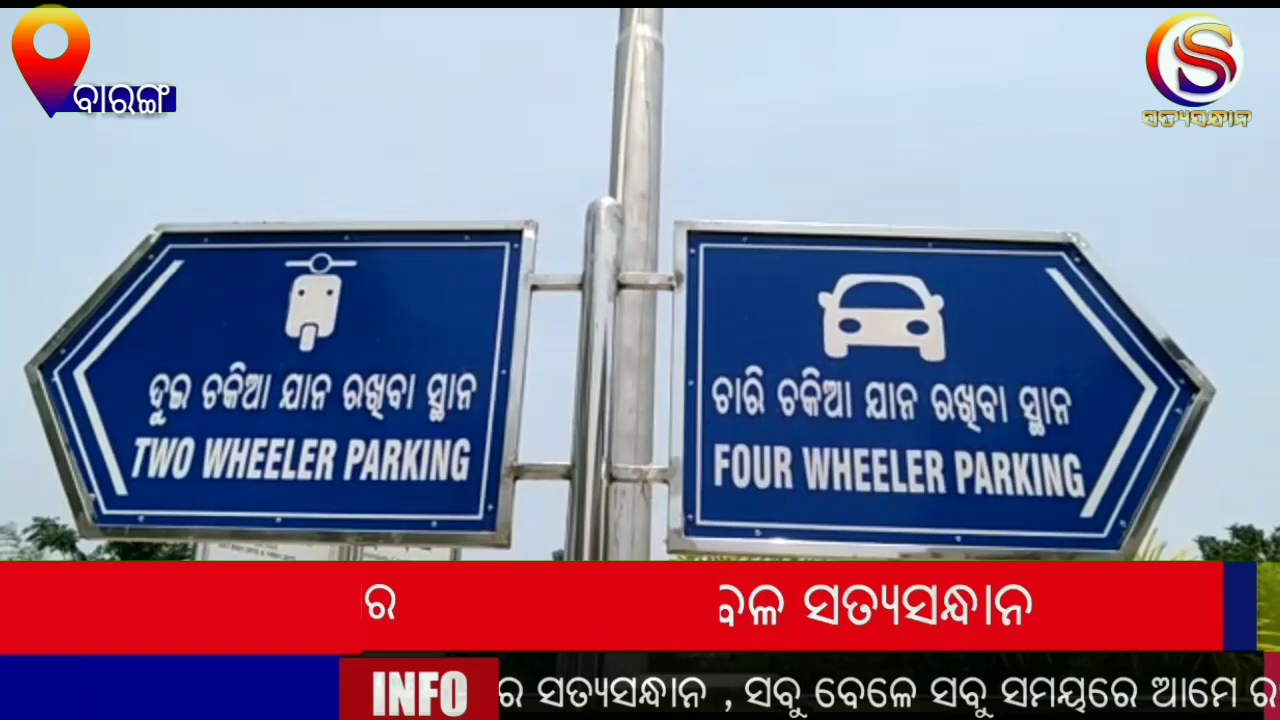 ବାରଙ୍ଗ
ସତ୍ୟସନ୍ଧାନ
ଦୁଇ ଚକିଆ ଯାନ ରଖିବା ସ୍ଥାନ
TWO WHEELER PARKING
ଚାରି ଚକିଆ ଯାନ ରଖିବା ସ୍ଥାନ
FOUR WHEELER PARKING
ର ସତ୍ୟସନ୍ଧାନ
INFO
ର ସତ୍ୟସନ୍ଧାନ , ସବୁ ବେଳେ ସବୁ ସମୟରେ ଆମେ ର